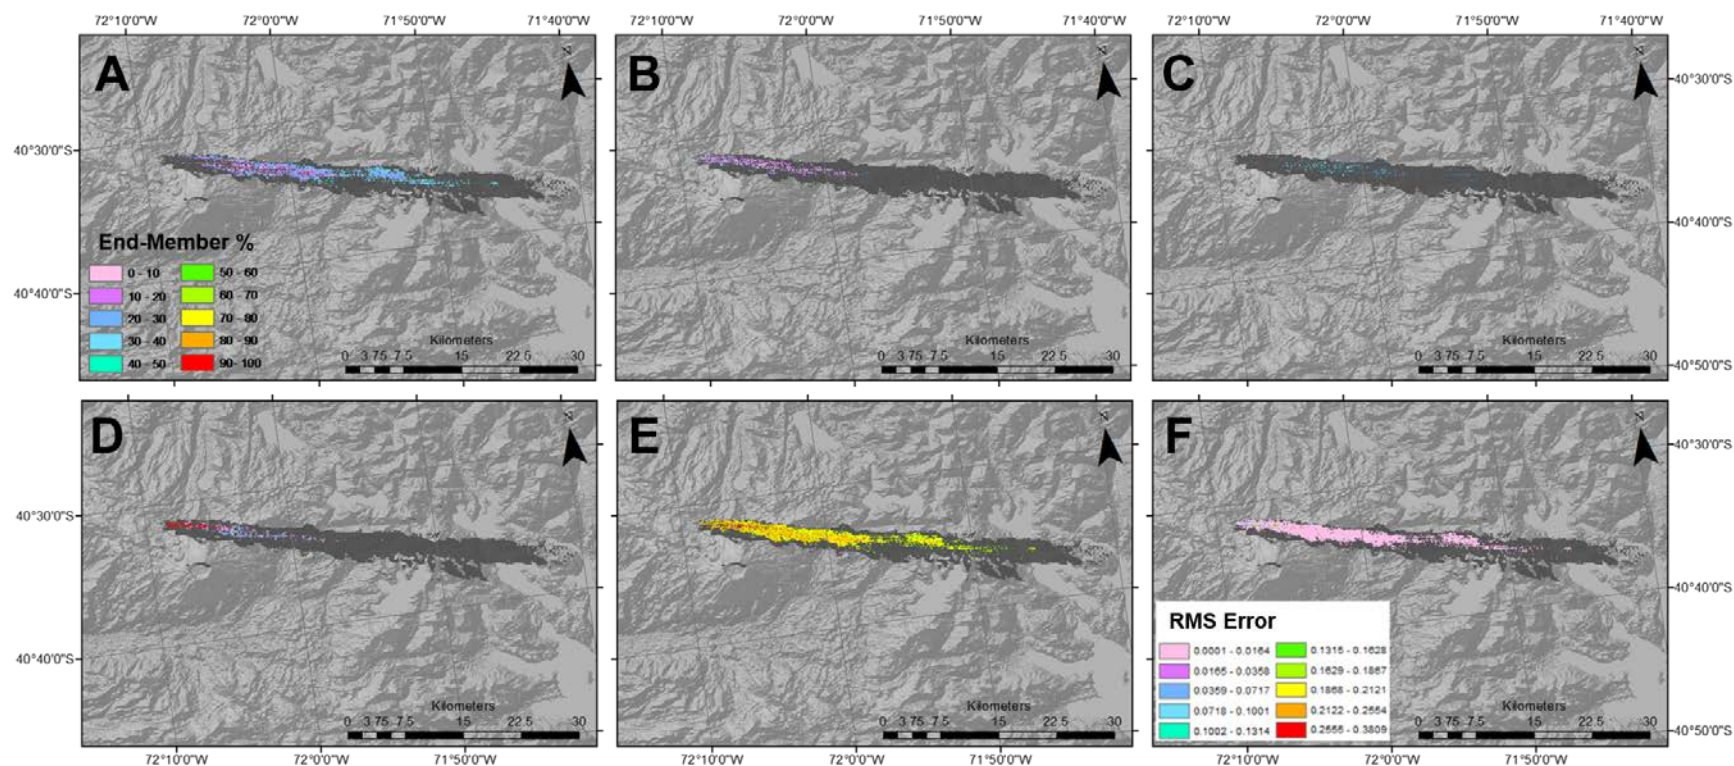 72°10'0"W 72°0'0"W 71°50'0"W 71°40'0"W 72°10'0"W 72°0'0"W 71°50'0"W 71°40'0"W 72°10'0"W 72°0'0"W 71°50'0"W 71°40'0"W
A B C
40°30'0"S
40°30'0"S
40°40'0"S
End-Member %
0 - 10 50 - 60
10 - 20 60 - 70
20 - 30 70 - 80
30 - 40 80 - 90
40 - 50 90 - 100
40°40'0"S
Kilometers Kilometers Kilometers
0 3 75 7 5 15 22 5 30 0 3 75 7 5 15 22 5 30 0 3 75 7 5 15 22 5 30
40°50'0"S
D E F
40°30'0"S
40°30'0"S
40°40'0"S
40°40'0"S
RMS Error
0.0001 - 0.0164 0.1315 - 0.1628
0.0165 - 0.0358 0.1629 - 0.1867
0.0359 - 0.0717 0.1868 - 0.2121
0.0718 - 0.1001 0.2122 - 0.2554
0.1002 - 0.1314 0.2555 - 0.3809
Kilometers Kilometers Kilometers
0 3 75 7 5 15 22 5 30 0 3 75 7 5 15 22 5 30 0 3 75 7 5 15 22 5 30
40°50'0"S
72°10'0"W 72°0'0"W 71°50'0"W 72°10'0"W 72°0'0"W 71°50'0"W 72°10'0"W 72°0'0"W 71°50'0"W